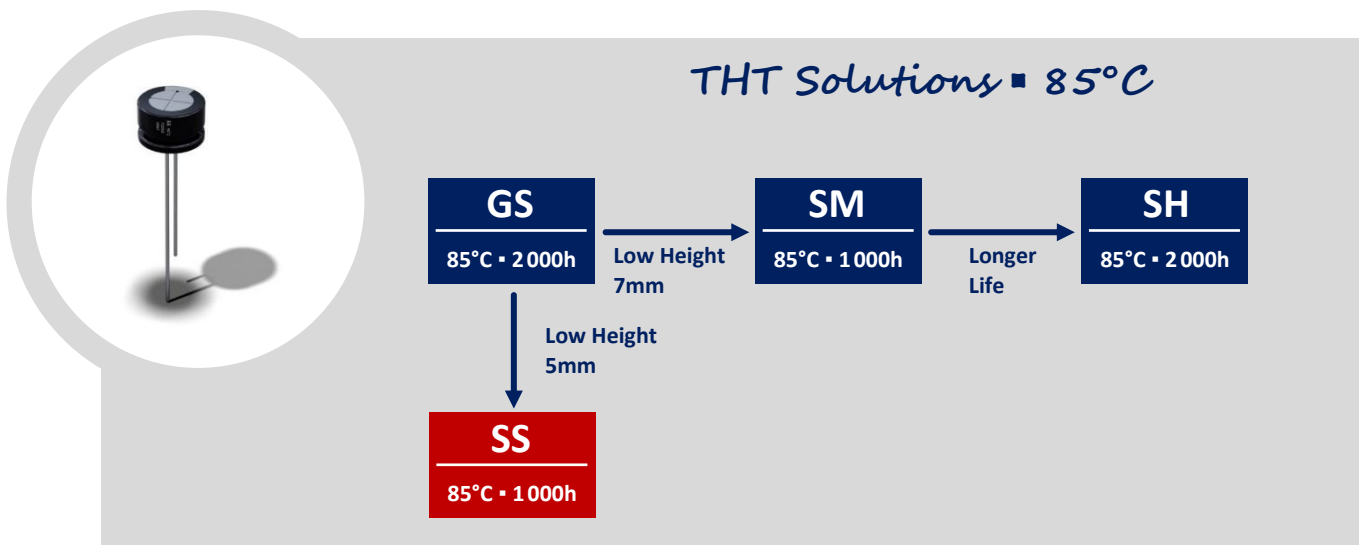 THT Solutions ▪ 85°C
GS
85°C ▪ 2000h
Low Height
7mm
SM
85°C ▪ 1000h
Longer
Life
SH
85°C ▪ 2000h
Low Height
5mm
SS
85°C ▪ 1000h